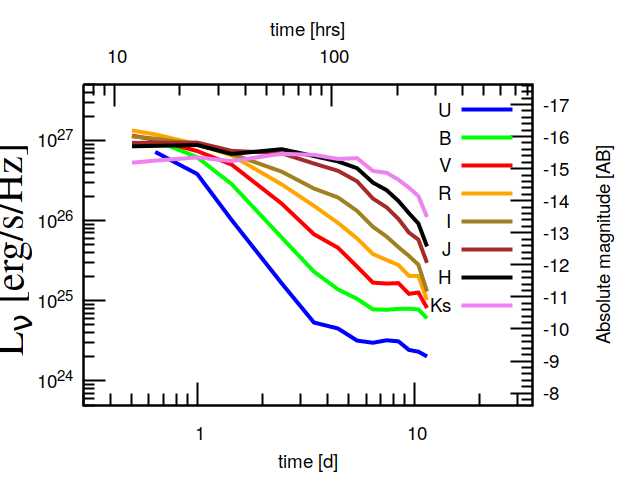 time [hrs]
10 100
Lν [erg/s/Hz]
10^27
10^26
10^25
10^24
U
B
V
R
I
J
H
Ks
-17
-16
-15
-14
-13
-12
-11
-10
-9
-8
Absolute magnitude [AB]
1 10
time [d]